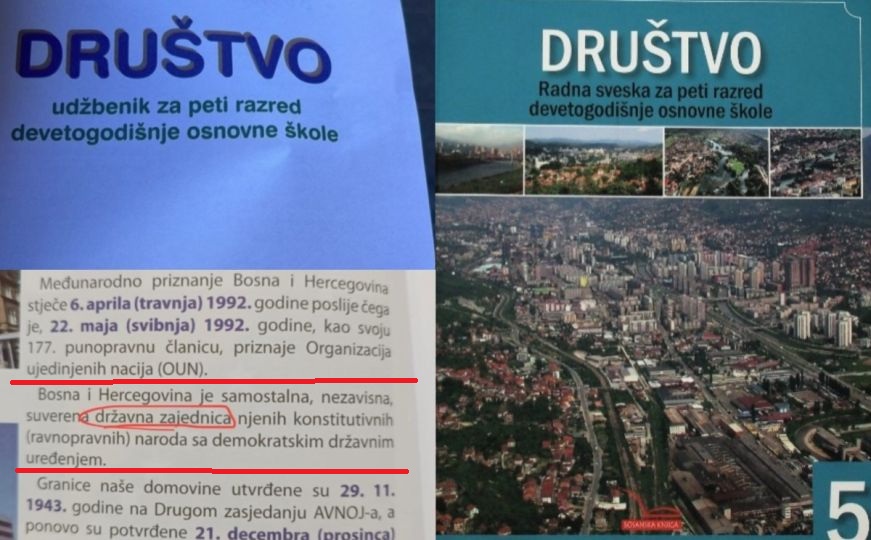 DRUŠTVO
udžbenik za peti razred
devetogodišnje osnovne škole
Međunarodno priznanje Bosna i Hercegovina
stječe 6. aprila (travnja) 1992. godine poslije čega
je, 22. maja (svibnja) 1992. godine, kao svoju
177. punopravnu članicu, priznaje Organizacija
ujedinjenih nacija (OUN).
Bosna i Hercegovina je samostalna, nezavisna,
suverena državna zajednica njenih konstitutivnih
(ravnopravnih) naroda sa demokratskim državnim
uređenjem.
Granice naše domovine utvrđene su 29. 11.
1943. godine na Drugom zasjedanju AVNOJ-a, a
ponovo su potvrđene 21. decembra (prosinca)
DRUŠTVO
Radna sveska za peti razred
devetogodišnje osnovne škole
BOSANSKA KNJIGA
5